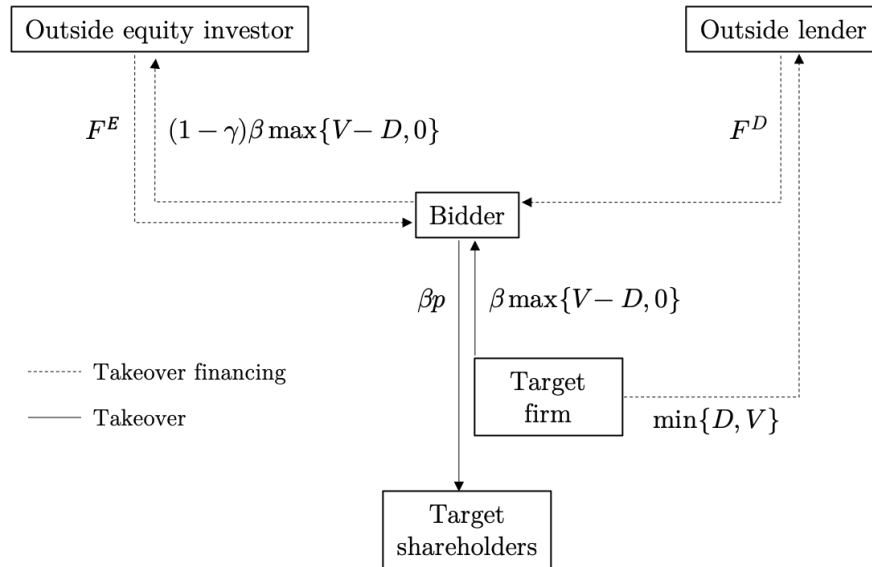 Outside equity investor
Outside lender
F^E
(1 − γ)β max{V − D, 0}
F^D
Bidder
βp
β max{V − D, 0}
Takeover financing
Takeover
Target
firm
min{D, V}
Target
shareholders